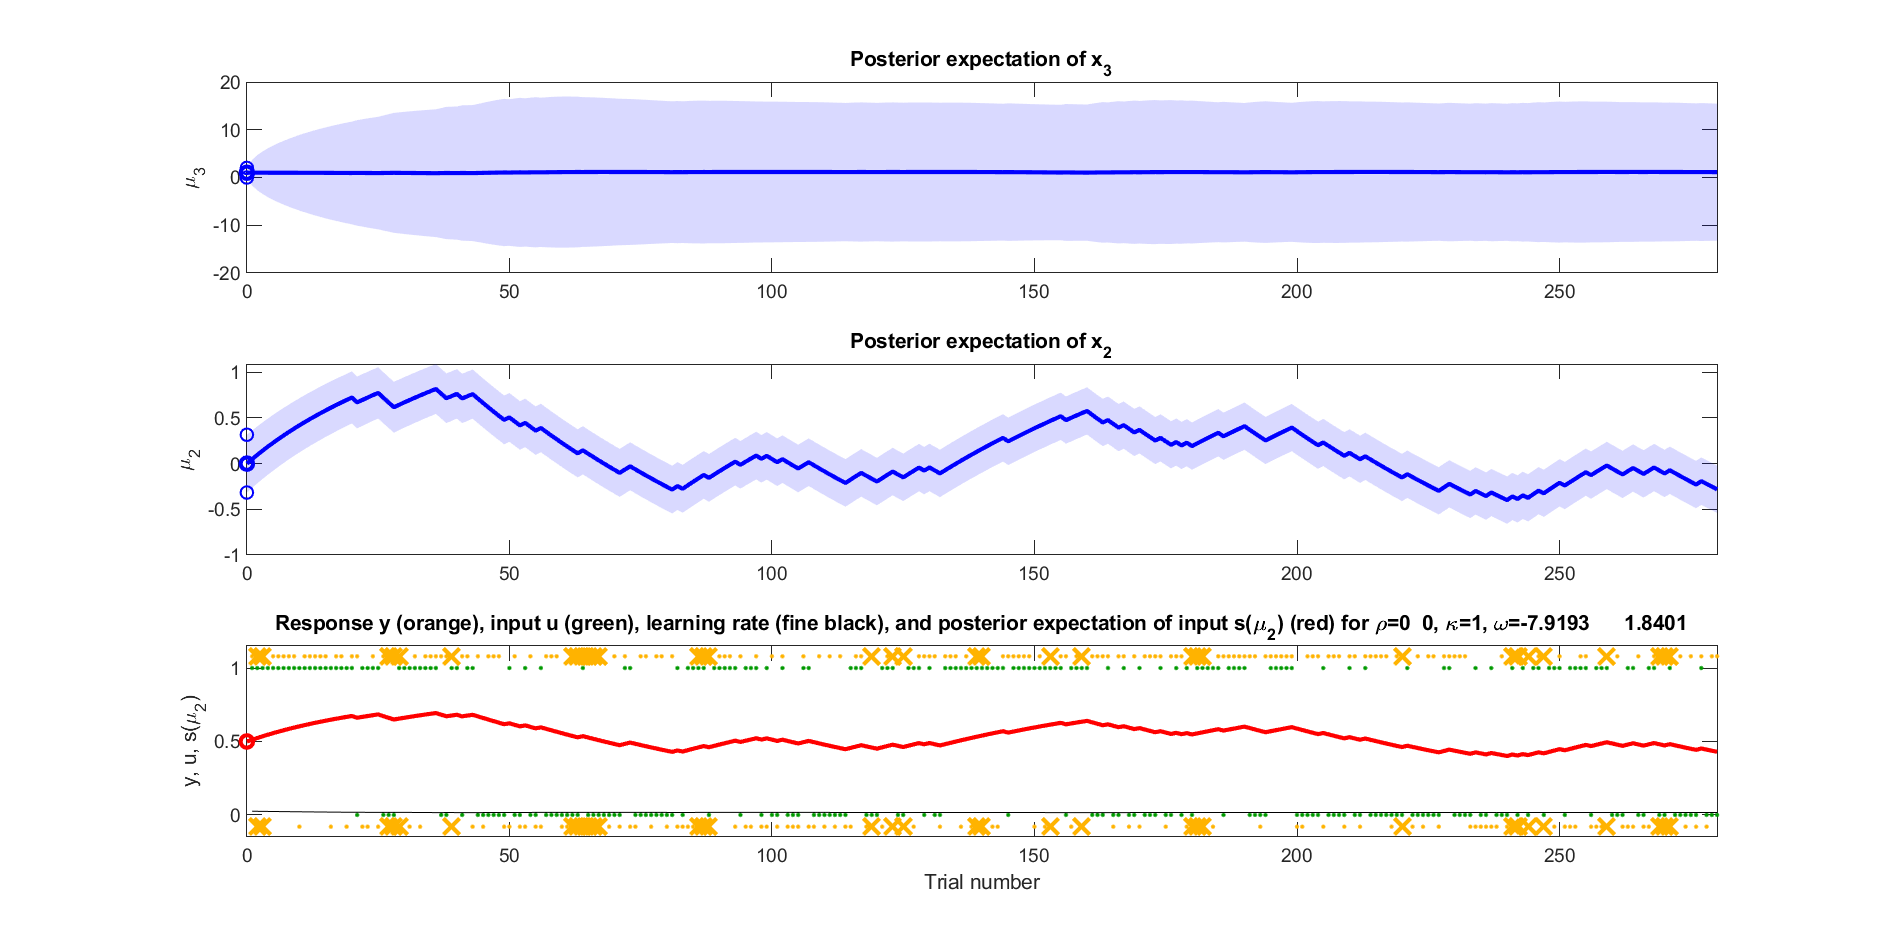 Posterior expectation of x3
20
10
0
-10
-20
μ3
0 50 100 150 200 250
Posterior expectation of x2
1
0.5
0
-0.5
-1
μ2
0 50 100 150 200 250
Response y (orange), input u (green), learning rate (fine black), and posterior expectation of input s(μ2) (red) for ρ=0 0, κ=1, ω=-7.9193 1.8401
1
0.5
0
y, u, s(μ2)
0 50 100 150 200 250
Trial number